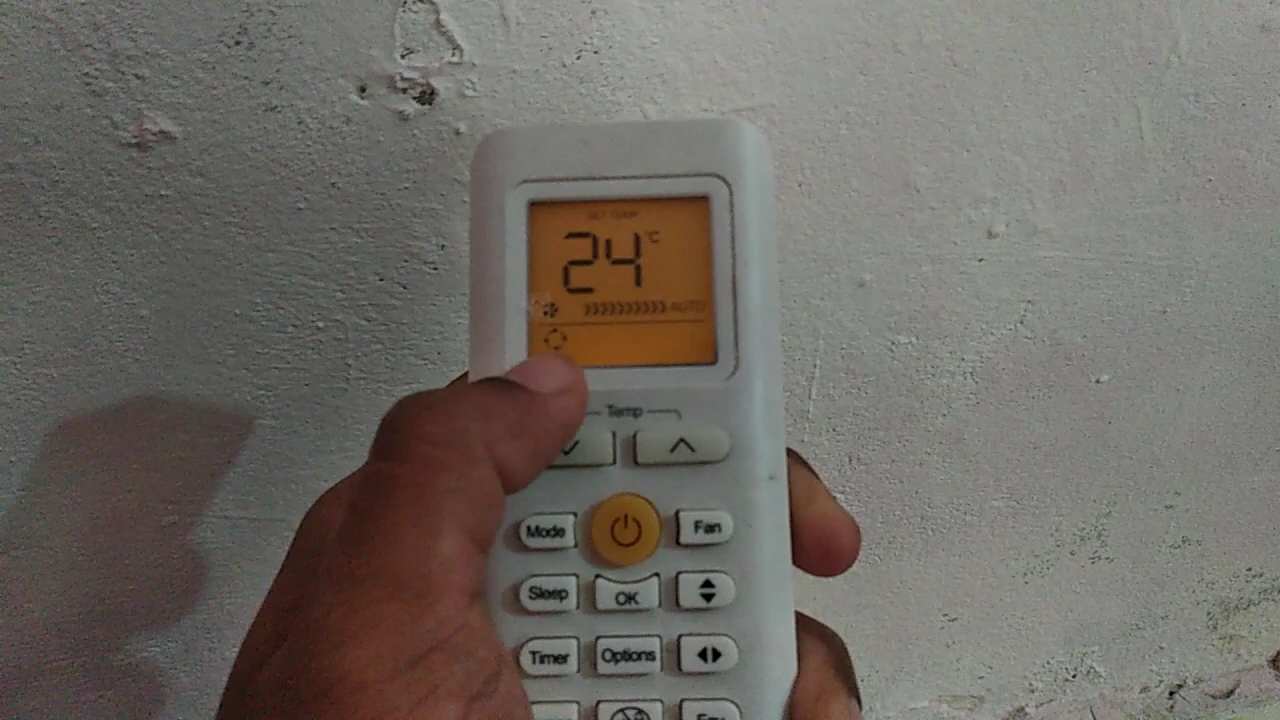 SET TEMP
24 °C
AUTO
Temp
Mode
Fan
Sleep
OK
Timer
Options